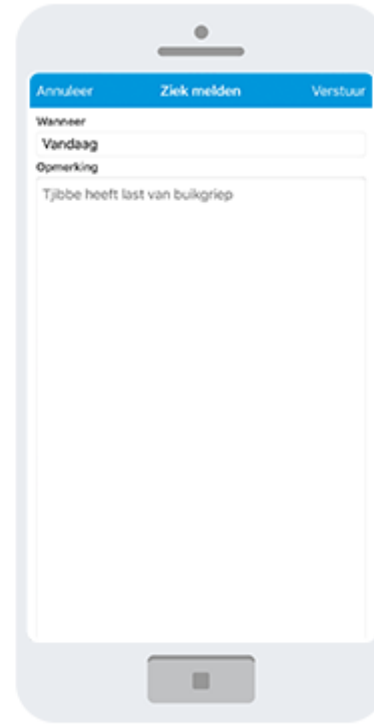 Annuleer Ziek melden Verstuur
Wanneer
Vandaag
Opmerking
Tjibbe heeft last van buikgriep